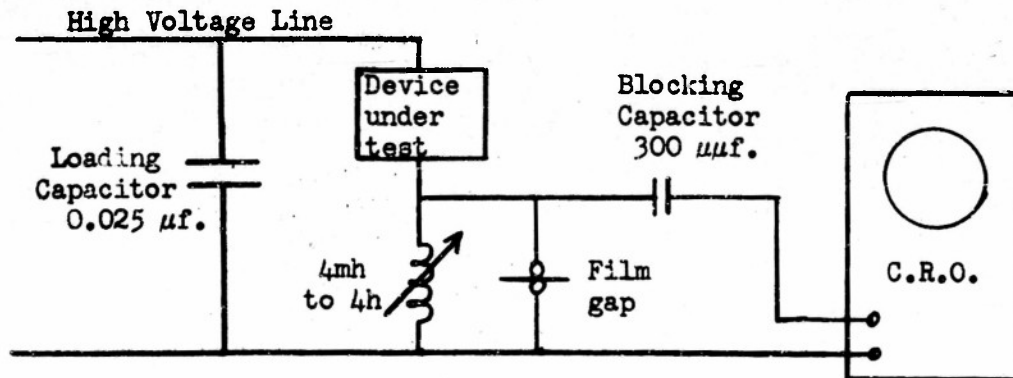 High Voltage Line
Device
under
test
Blocking
Capacitor
300 µµf.
Loading
Capacitor
0.025 µf.
4mh
to 4h
Film
gap
C.R.O.